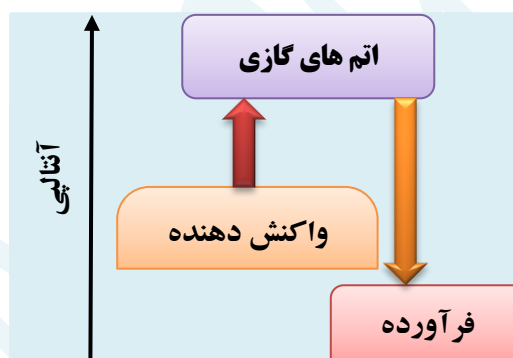 اتم های گازی
آنتالپی
واکنش دهنده
فرآورده